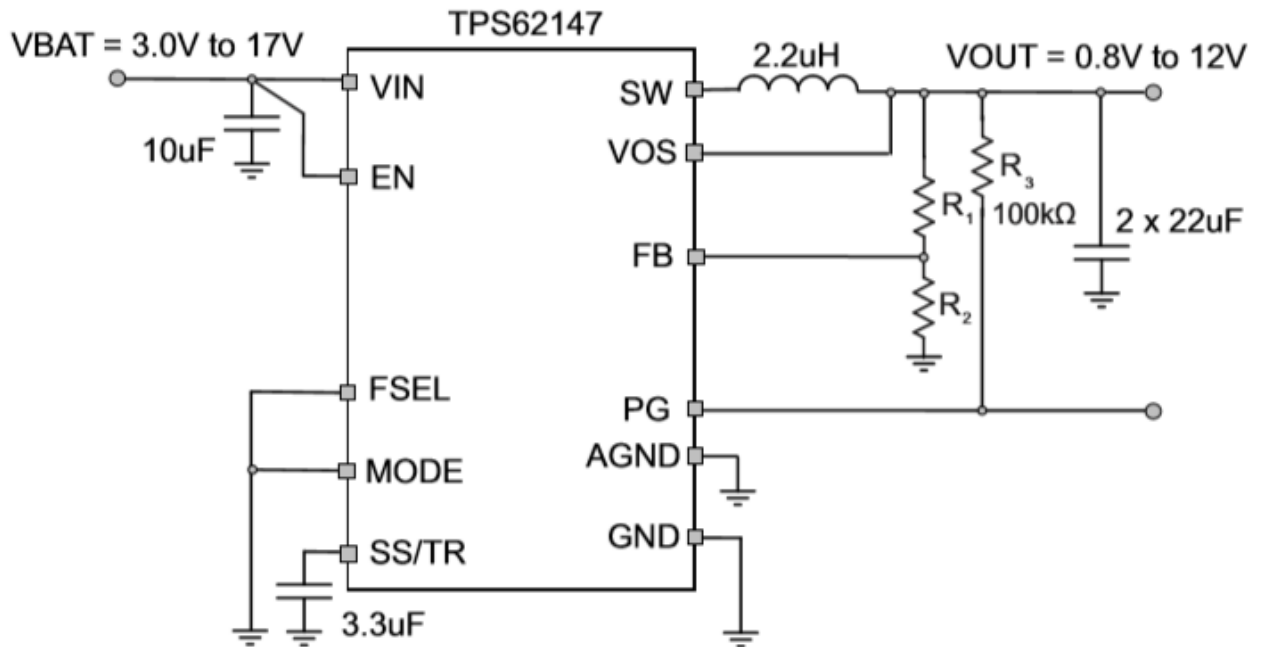 TPS62147
VBAT = 3.0V to 17V
2.2uH
VOUT = 0.8V to 12V
VIN
SW
10uF
VOS
EN
R₃
R₁
100kΩ
2 x 22uF
FB
R₂
FSEL
PG
AGND
MODE
GND
SS/TR
3.3uF